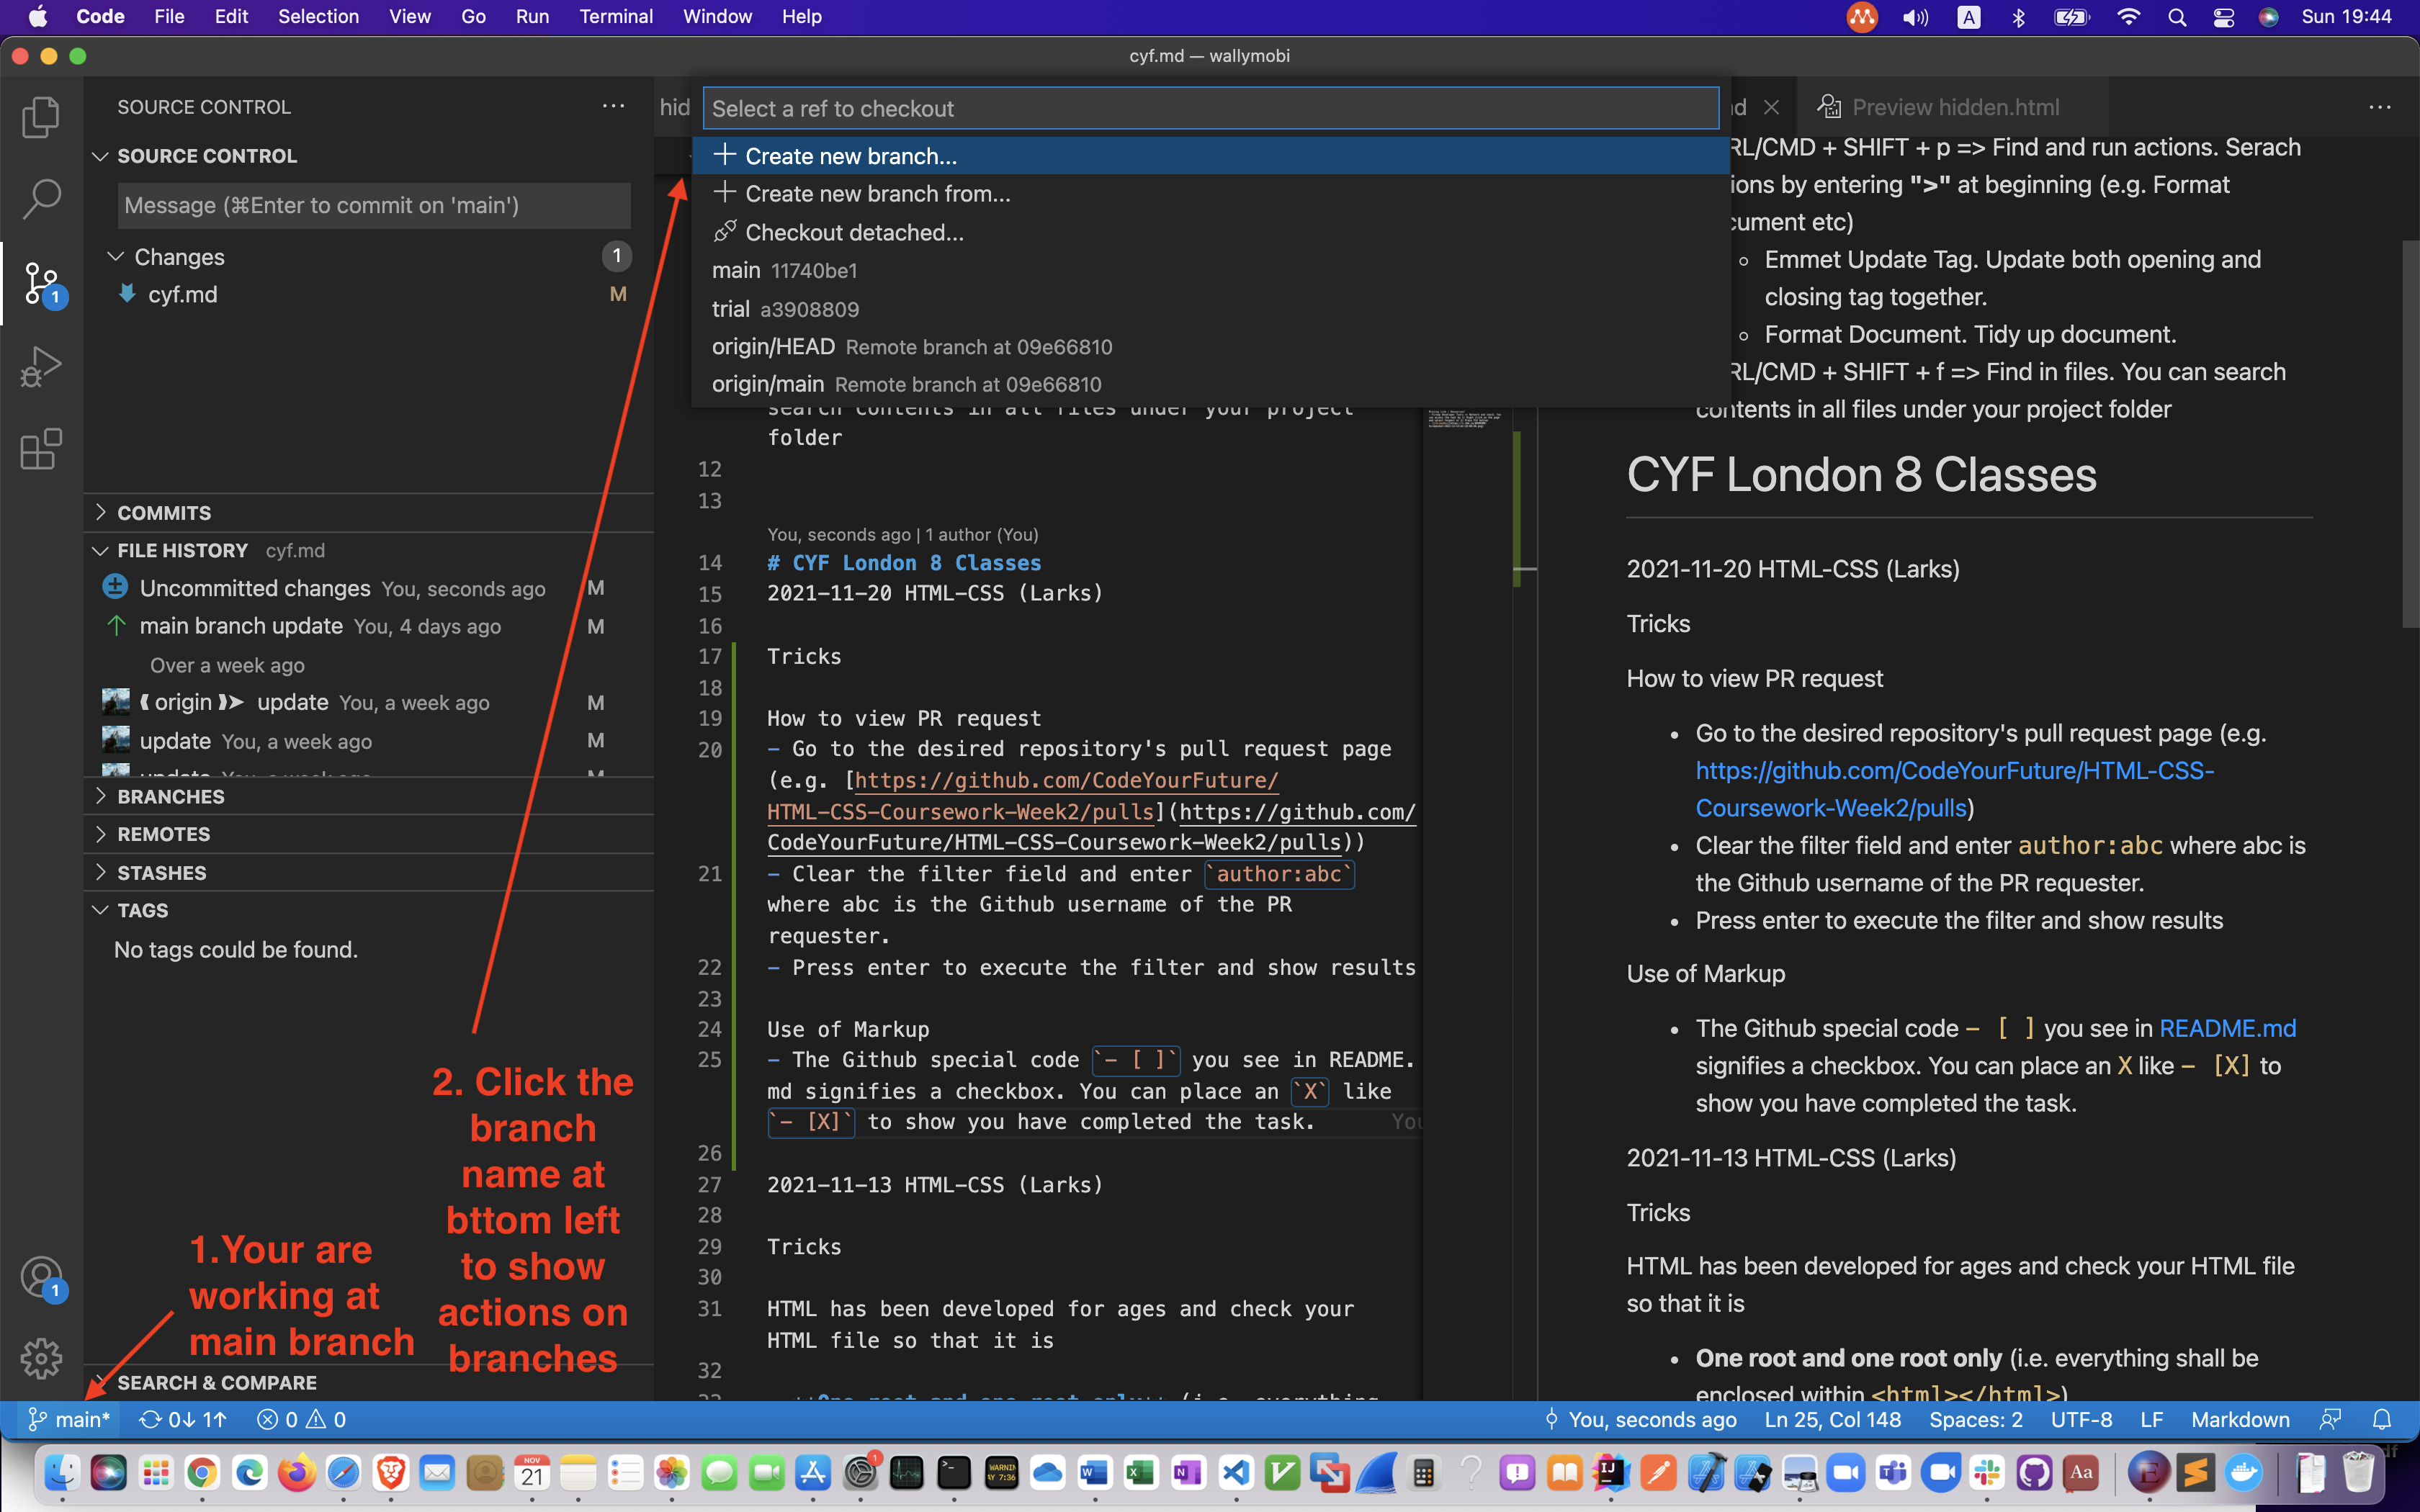 Code File Edit Selection View Go Run Terminal Window Help
A
Sun 19:44
cyf.md — wallymobi
SOURCE CONTROL
SOURCE CONTROL
Message (⌘Enter to commit on 'main')
Changes 1
cyf.md M
1
COMMITS
FILE HISTORY cyf.md
Uncommitted changes You, seconds ago M
main branch update You, 4 days ago M
Over a week ago
origin update You, a week ago M
update You, a week ago M
BRANCHES
REMOTES
STASHES
TAGS
No tags could be found.
SEARCH & COMPARE
1
hid
Select a ref to checkout
Create new branch...
Create new branch from...
Checkout detached...
main 11740be1
trial a3908809
origin/HEAD Remote branch at 09e66810
origin/main Remote branch at 09e66810
search contents in all files under your project
folder
12
13
You, seconds ago | 1 author (You)
14 # CYF London 8 Classes
15 2021-11-20 HTML-CSS (Larks)
16
17 Tricks
18
19 How to view PR request
20 - Go to the desired repository's pull request page
(e.g. [https://github.com/CodeYourFuture/
HTML-CSS-Coursework-Week2/pulls](https://github.com/
CodeYourFuture/HTML-CSS-Coursework-Week2/pulls))
21 - Clear the filter field and enter `author:abc`
where abc is the Github username of the PR
requester.
22 - Press enter to execute the filter and show results
23
24 Use of Markup
25 - The Github special code `- [ ]` you see in README.
md signifies a checkbox. You can place an `X` like
`- [X]` to show you have completed the task. You
26
27 2021-11-13 HTML-CSS (Larks)
28
29 Tricks
30
31 HTML has been developed for ages and check your
HTML file so that it is
32
Preview hidden.html
RL/CMD + SHIFT + p => Find and run actions. Serach
ions by entering ">" at beginning (e.g. Format
cument etc)
Emmet Update Tag. Update both opening and
closing tag together.
Format Document. Tidy up document.
RL/CMD + SHIFT + f => Find in files. You can search
contents in all files under your project folder
CYF London 8 Classes
2021-11-20 HTML-CSS (Larks)
Tricks
How to view PR request
• Go to the desired repository's pull request page (e.g.
https://github.com/CodeYourFuture/HTML-CSS-
Coursework-Week2/pulls)
• Clear the filter field and enter author:abc where abc is
the Github username of the PR requester.
• Press enter to execute the filter and show results
Use of Markup
• The Github special code - [ ] you see in README.md
signifies a checkbox. You can place an X like - [X] to
show you have completed the task.
2021-11-13 HTML-CSS (Larks)
Tricks
HTML has been developed for ages and check your HTML file
so that it is
• One root and one root only (i.e. everything shall be
enclosed within <html></html>)
1.Your are
working at
main branch
2. Click the
branch
name at
bttom left
to show
actions on
branches
main* 0↓ 1↑ 0 0
You, seconds ago Ln 25, Col 148 Spaces: 2 UTF-8 LF Markdown
NOV
21
1
Aa